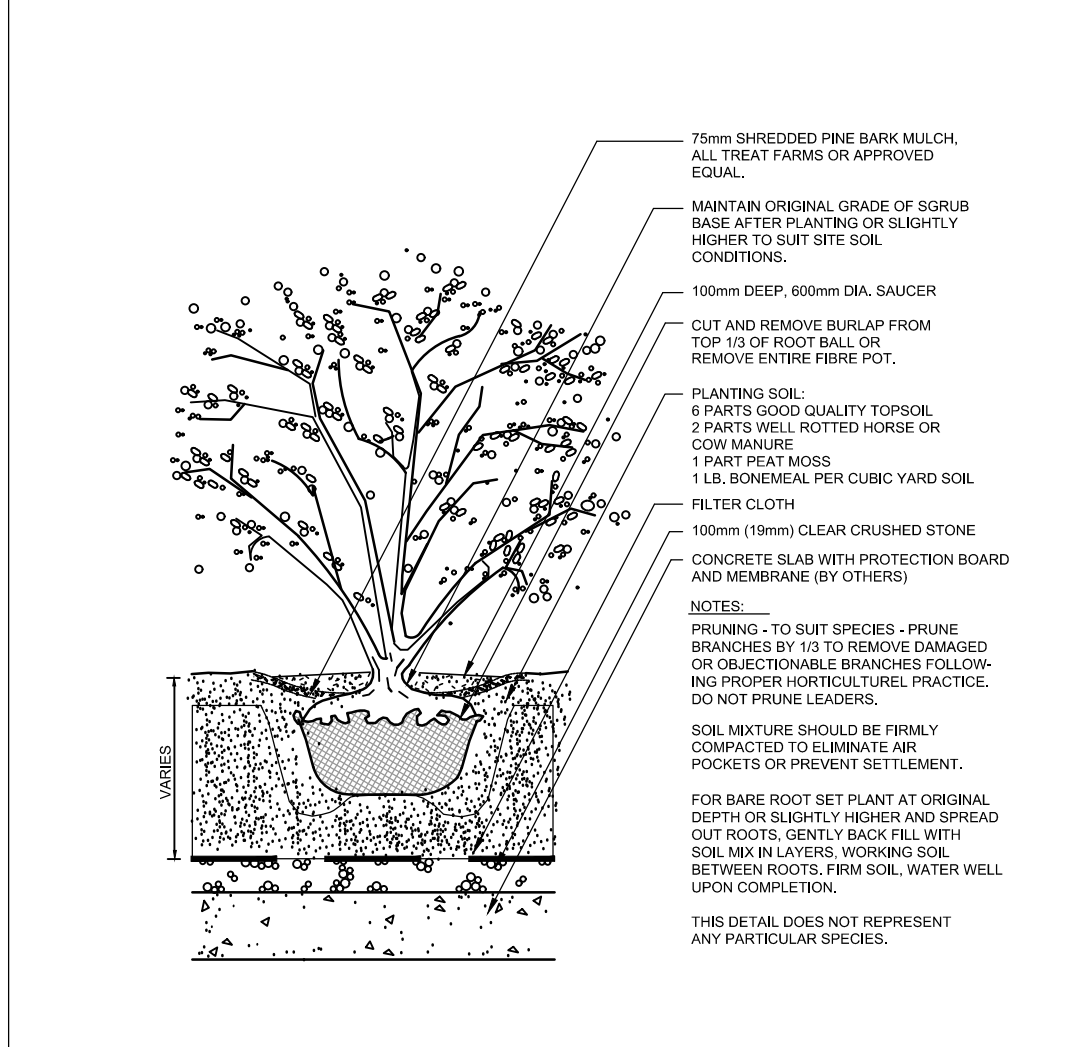 75mm SHREDDED PINE BARK MULCH,
ALL TREAT FARMS OR APPROVED
EQUAL.
MAINTAIN ORIGINAL GRADE OF SGRUB
BASE AFTER PLANTING OR SLIGHTLY
HIGHER TO SUIT SITE SOIL
CONDITIONS.
100mm DEEP, 600mm DIA. SAUCER
CUT AND REMOVE BURLAP FROM
TOP 1/3 OF ROOT BALL OR
REMOVE ENTIRE FIBRE POT.
PLANTING SOIL:
6 PARTS GOOD QUALITY TOPSOIL
2 PARTS WELL ROTTED HORSE OR
COW MANURE
1 PART PEAT MOSS
1 LB. BONEMEAL PER CUBIC YARD SOIL
FILTER CLOTH
100mm (19mm) CLEAR CRUSHED STONE
CONCRETE SLAB WITH PROTECTION BOARD
AND MEMBRANE (BY OTHERS)
NOTES:
PRUNING - TO SUIT SPECIES - PRUNE
BRANCHES BY 1/3 TO REMOVE DAMAGED
OR OBJECTIONABLE BRANCHES FOLLOW-
ING PROPER HORTICULTUREL PRACTICE.
DO NOT PRUNE LEADERS.
SOIL MIXTURE SHOULD BE FIRMLY
COMPACTED TO ELIMINATE AIR
POCKETS OR PREVENT SETTLEMENT.
FOR BARE ROOT SET PLANT AT ORIGINAL
DEPTH OR SLIGHTLY HIGHER AND SPREAD
OUT ROOTS, GENTLY BACK FILL WITH
SOIL MIX IN LAYERS, WORKING SOIL
BETWEEN ROOTS. FIRM SOIL, WATER WELL
UPON COMPLETION.
THIS DETAIL DOES NOT REPRESENT
ANY PARTICULAR SPECIES.
VARIES